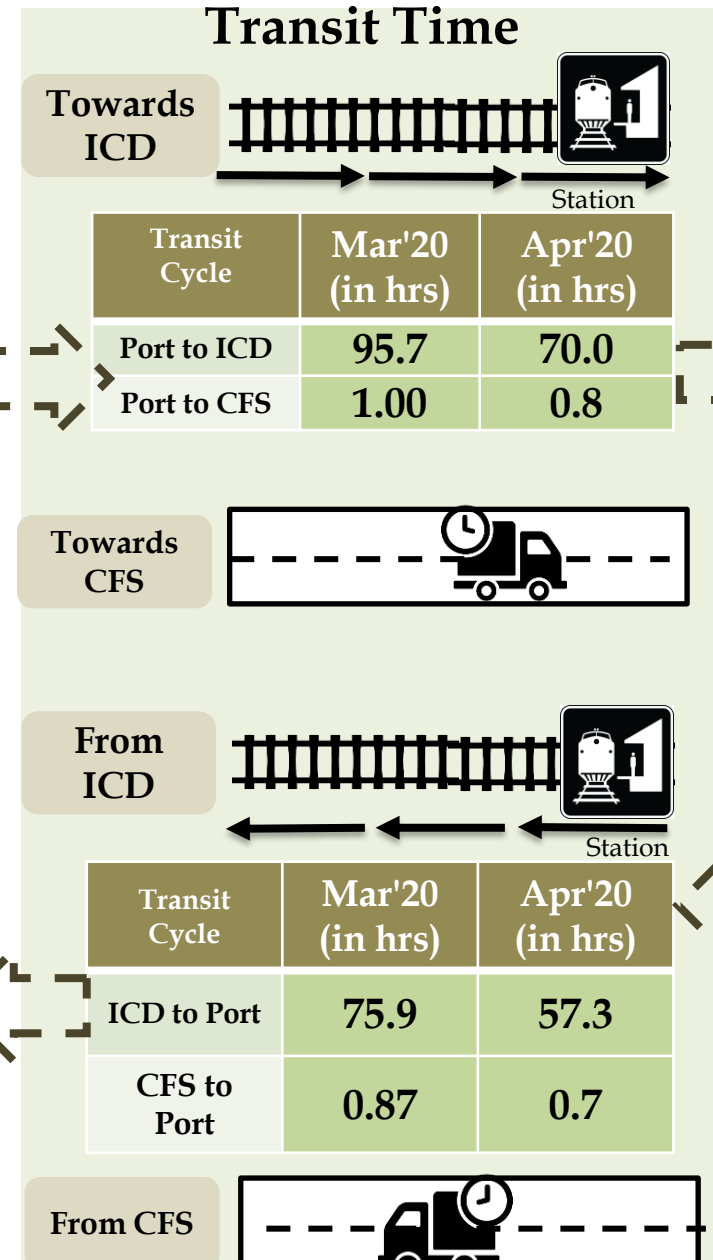 Transit Time
Towards
ICD
Station
Transit
Cycle
Mar'20
(in hrs)
Apr'20
(in hrs)
Port to ICD
95.7
70.0
Port to CFS
1.00
0.8
Towards
CFS
From
ICD
Station
Transit
Cycle
Mar'20
(in hrs)
Apr'20
(in hrs)
ICD to Port
75.9
57.3
CFS to
Port
0.87
0.7
From CFS